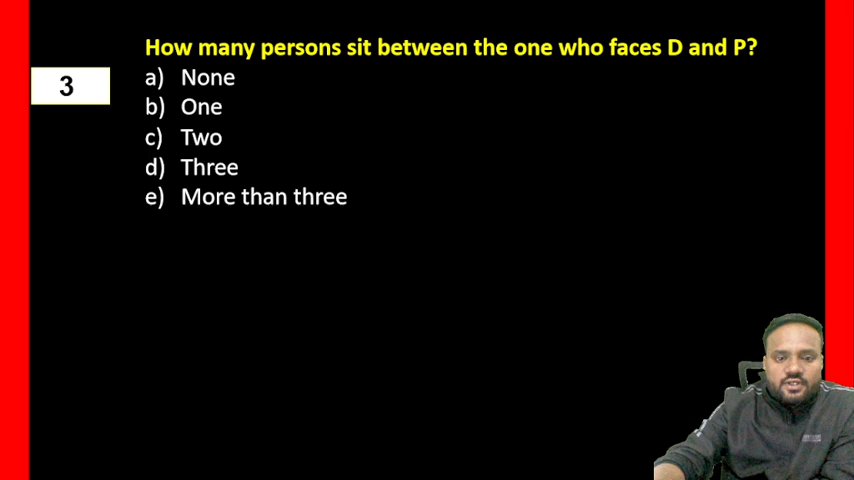 How many persons sit between the one who faces D and P?
3
a) None
b) One
c) Two
d) Three
e) More than three